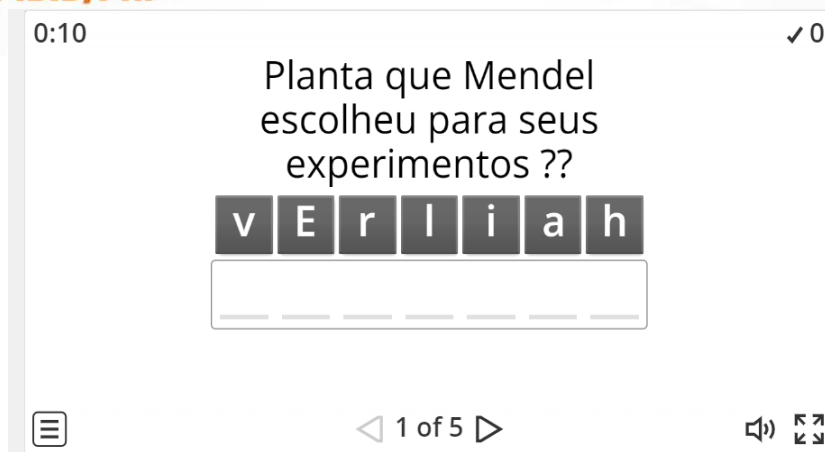 0:10
✓ 0
Planta que Mendel
escolheu para seus
experimentos ??
v E r l i a h
1 of 5